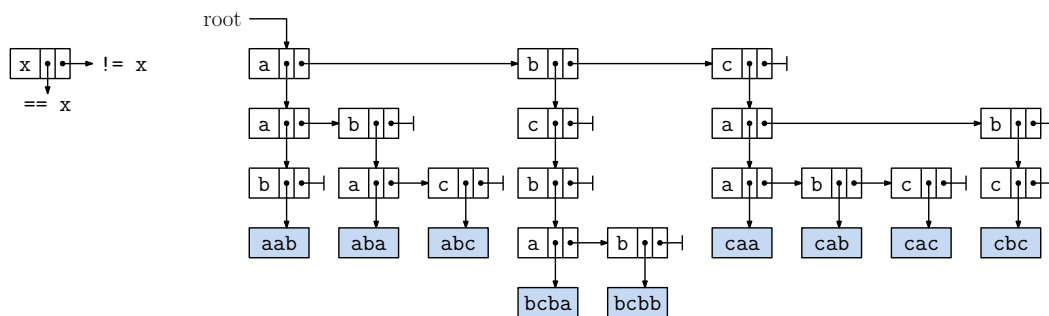 root
x != x
== x
a b c
a b c a b
b a c b a b c c
aab aba abc a b caa cab cac cbc
bcba bcbb